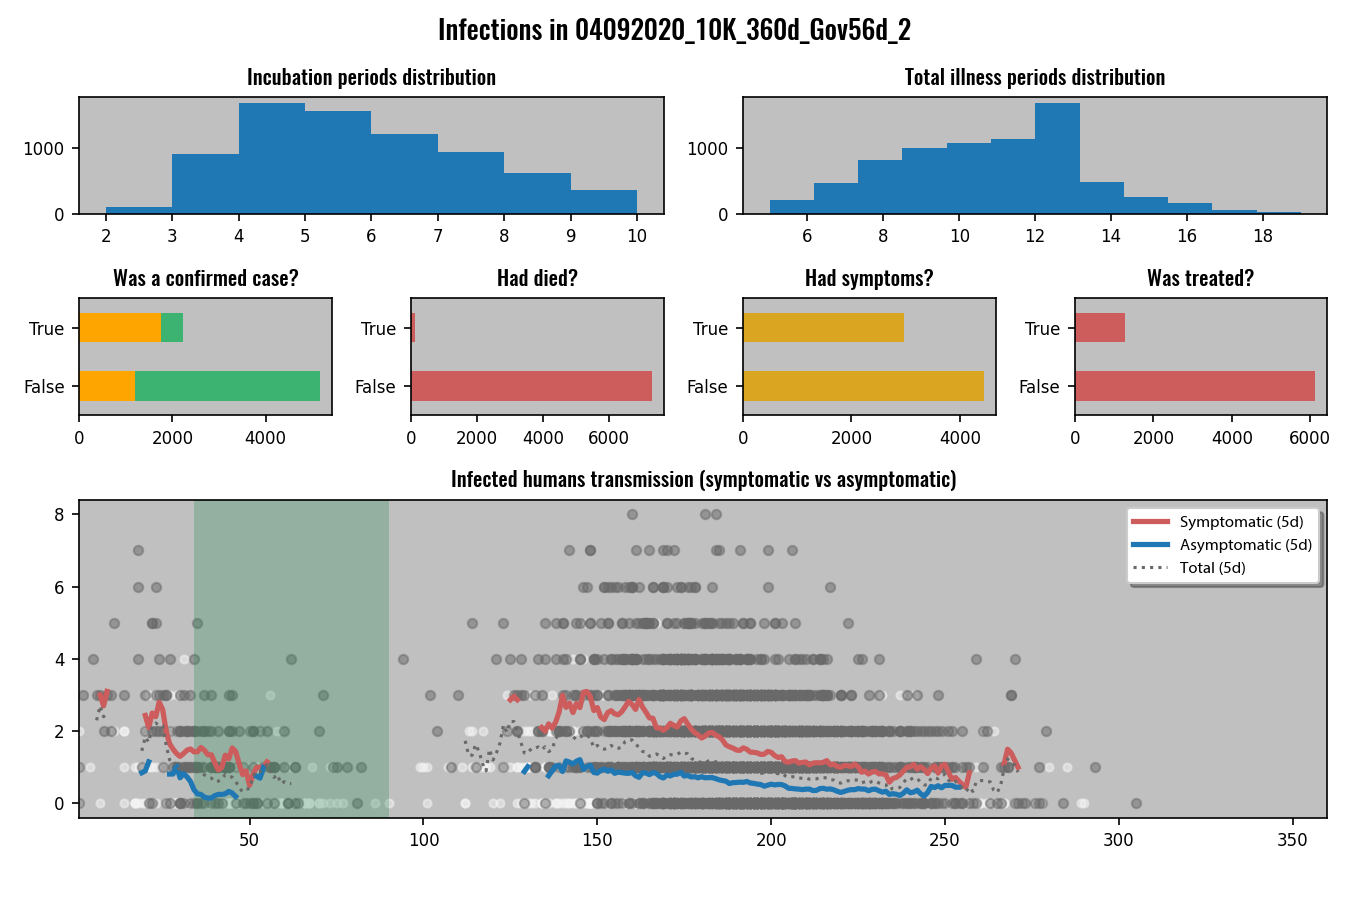 Infections in 04092020_10K_360d_Gov56d_2
Incubation periods distribution
Total illness periods distribution
1000
0
2 3 4 5 6 7 8 9 10
1000
0
6 8 10 12 14 16 18
Was a confirmed case?
Had died?
Had symptoms?
Was treated?
True
False
0 2000 4000
True
False
0 2000 4000 6000
True
False
0 2000 4000
True
False
0 2000 4000 6000
Infected humans transmission (symptomatic vs asymptomatic)
8
6
4
2
0
Symptomatic (5d)
Asymptomatic (5d)
Total (5d)
50 100 150 200 250 300 350